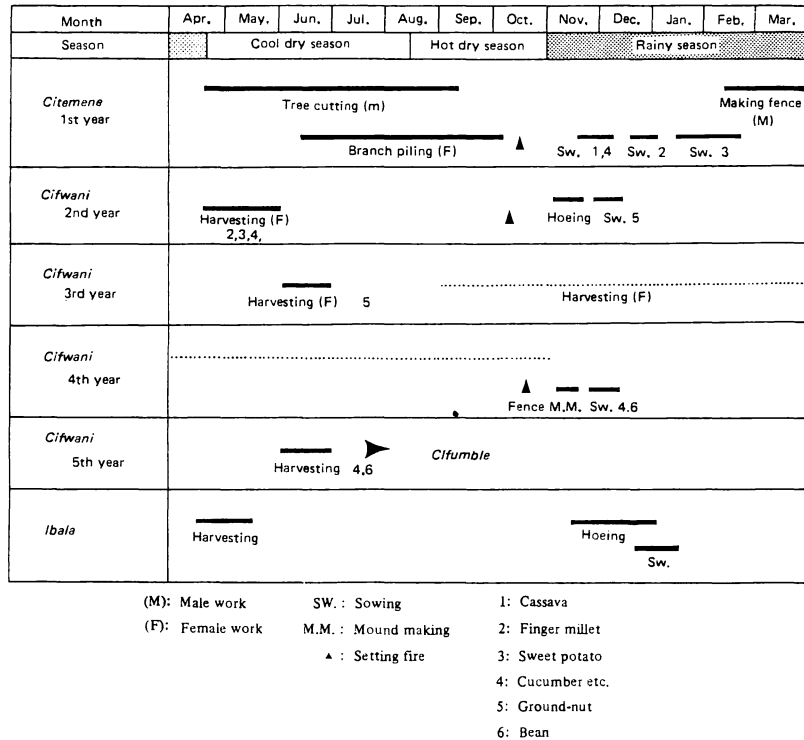 Month Apr. May. Jun. Jul. Aug. Sep. Oct. Nov. Dec. Jan. Feb. Mar.
Season Cool dry season Hot dry season Rainy season
Citemene
1st year
Tree cutting (m)
Making fence
(M)
Branch piling (F)
Sw. 1,4 Sw. 2 Sw. 3
Cifwani
2nd year
Harvesting (F)
2,3,4,
Hoeing Sw. 5
Cifwani
3rd year
Harvesting (F) 5
Harvesting (F)
Cifwani
4th year
Fence M.M. Sw. 4.6
Cifwani
5th year
Harvesting 4,6
Cifumble
Ibala
Harvesting
Hoeing
Sw.
(M): Male work SW. : Sowing 1: Cassava
(F): Female work M.M. : Mound making 2: Finger millet
▲ : Setting fire 3: Sweet potato
4: Cucumber etc.
5: Ground-nut
6: Bean